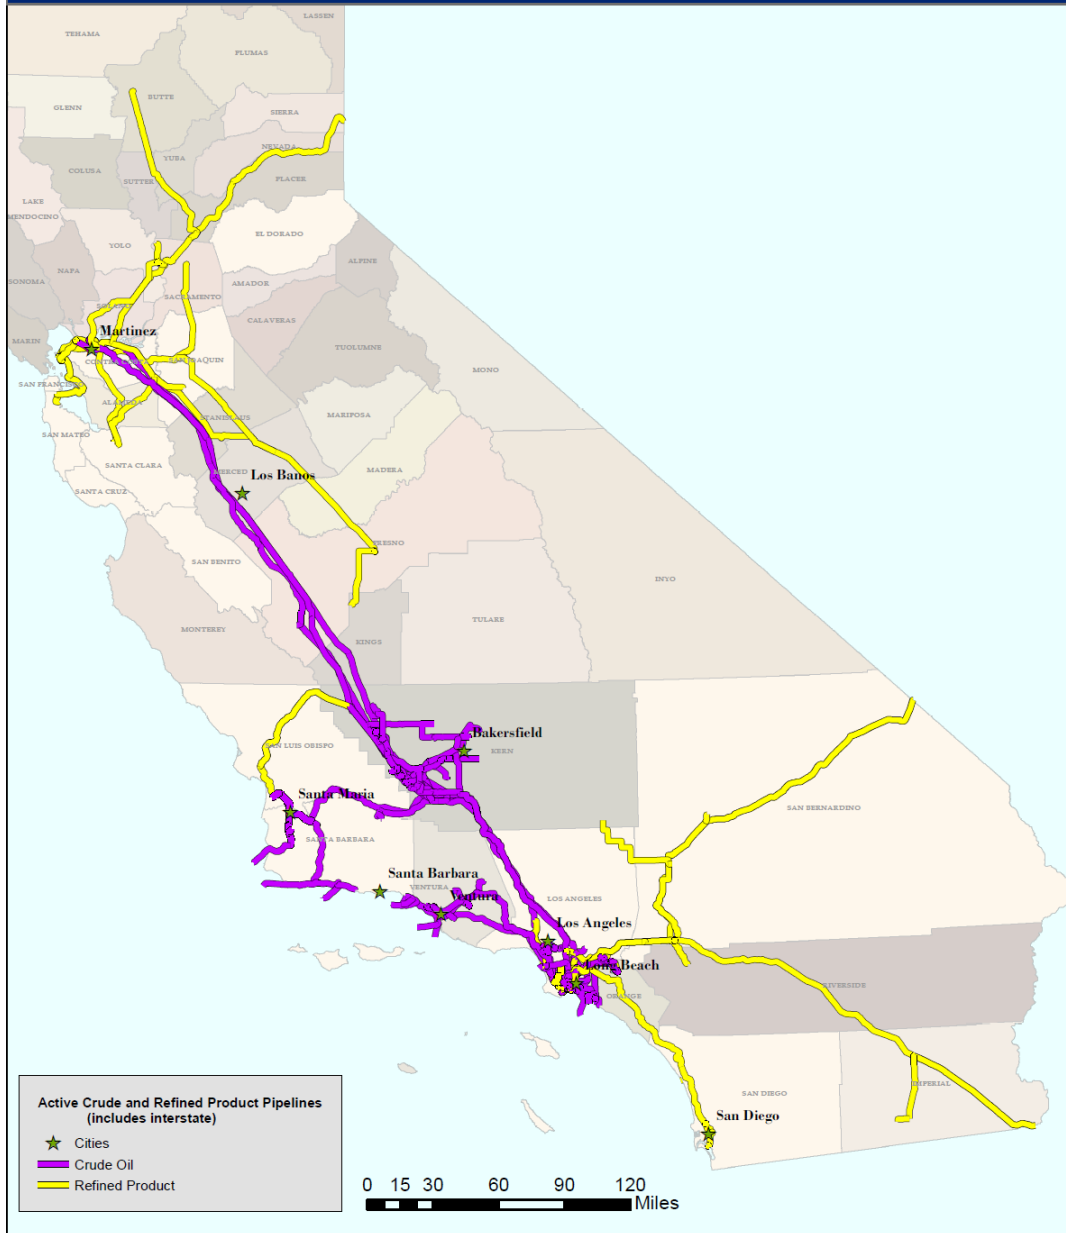 LASSEN
TEHAMA
PLUMAS
BUTTE
GLENN
SIERRA
NEVADA
YUBA
COLUSA
PLACER
SUTTER
LAKE
MENDOCINO
EL DORADO
YOLO
ALPINE
NAPA
SONOMA
AMADOR
SACRAMENTO
SOLANO
CALAVERAS
Martinez
MARIN
TUOLUMNE
CONTRA COSTA
SAN JOAQUIN
MONO
SAN FRANCISCO
ALAMEDA
STANISLAUS
MARIPOSA
SAN MATEO
SANTA CLARA
MERCED
MADERA
Los Banos
SANTA CRUZ
FRESNO
SAN BENITO
INYO
TULARE
MONTEREY
KINGS
Bakersfield
SAN LUIS OBISPO
KERN
Santa Maria
SAN BERNARDINO
SANTA BARBARA
Santa Barbara
VENTURA
Ventura
LOS ANGELES
Los Angeles
Long Beach
RIVERSIDE
ORANGE
IMPERIAL
SAN DIEGO
San Diego
Active Crude and Refined Product Pipelines
(includes interstate)
Cities
Crude Oil
Refined Product
0 15 30 60 90 120
Miles